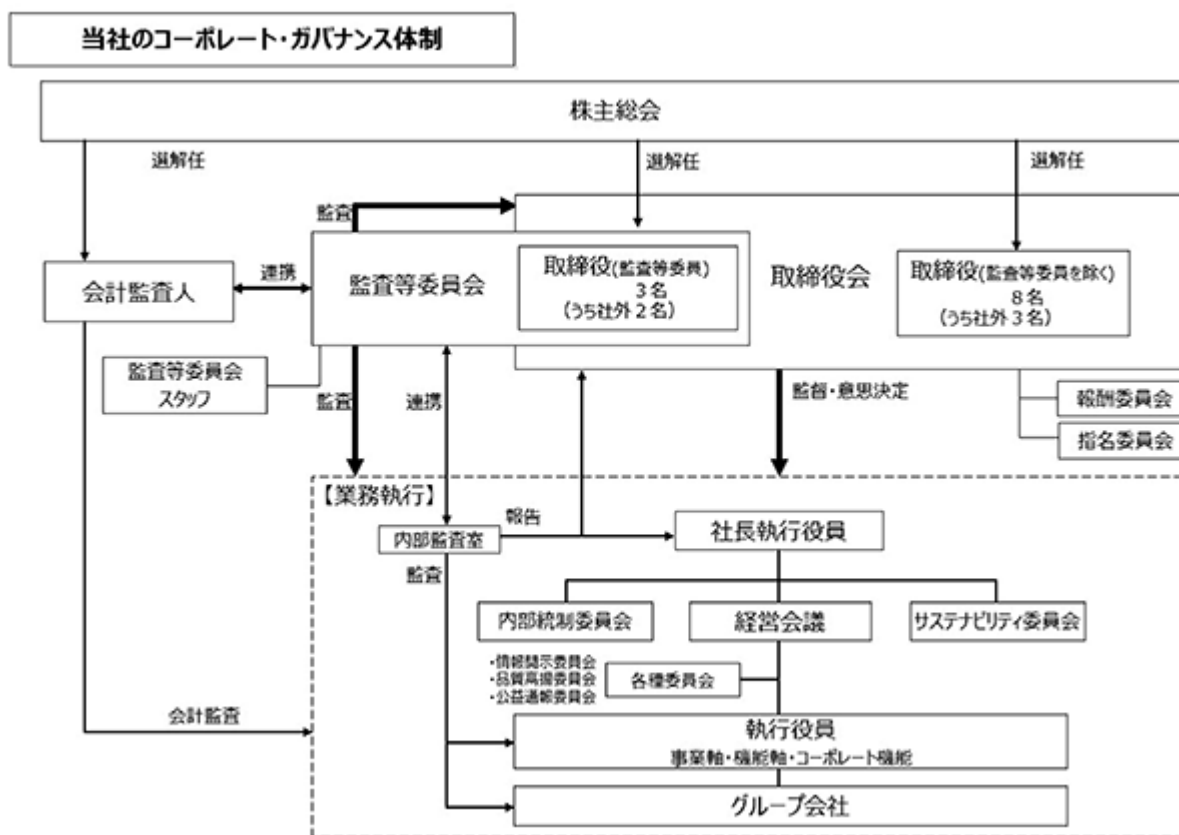 当社のコーポレート・ガバナンス体制
株主総会
選解任
選解任
選解任
監査
会計監査人
連携
監査等委員会
取締役(監査等委員)
3名
(うち社外2名)
取締役会
取締役(監査等委員を除く)
8名
(うち社外3名)
監査等委員会
スタッフ
監査
連携
監督・意思決定
報酬委員会
指名委員会
【業務執行】
内部監査室
報告
社長執行役員
監査
内部統制委員会
経営会議
サステナビリティ委員会
・情報開示委員会
・品質高揚委員会
・公益通報委員会
各種委員会
会計監査
執行役員
事業軸・機能軸・コーポレート機能
グループ会社